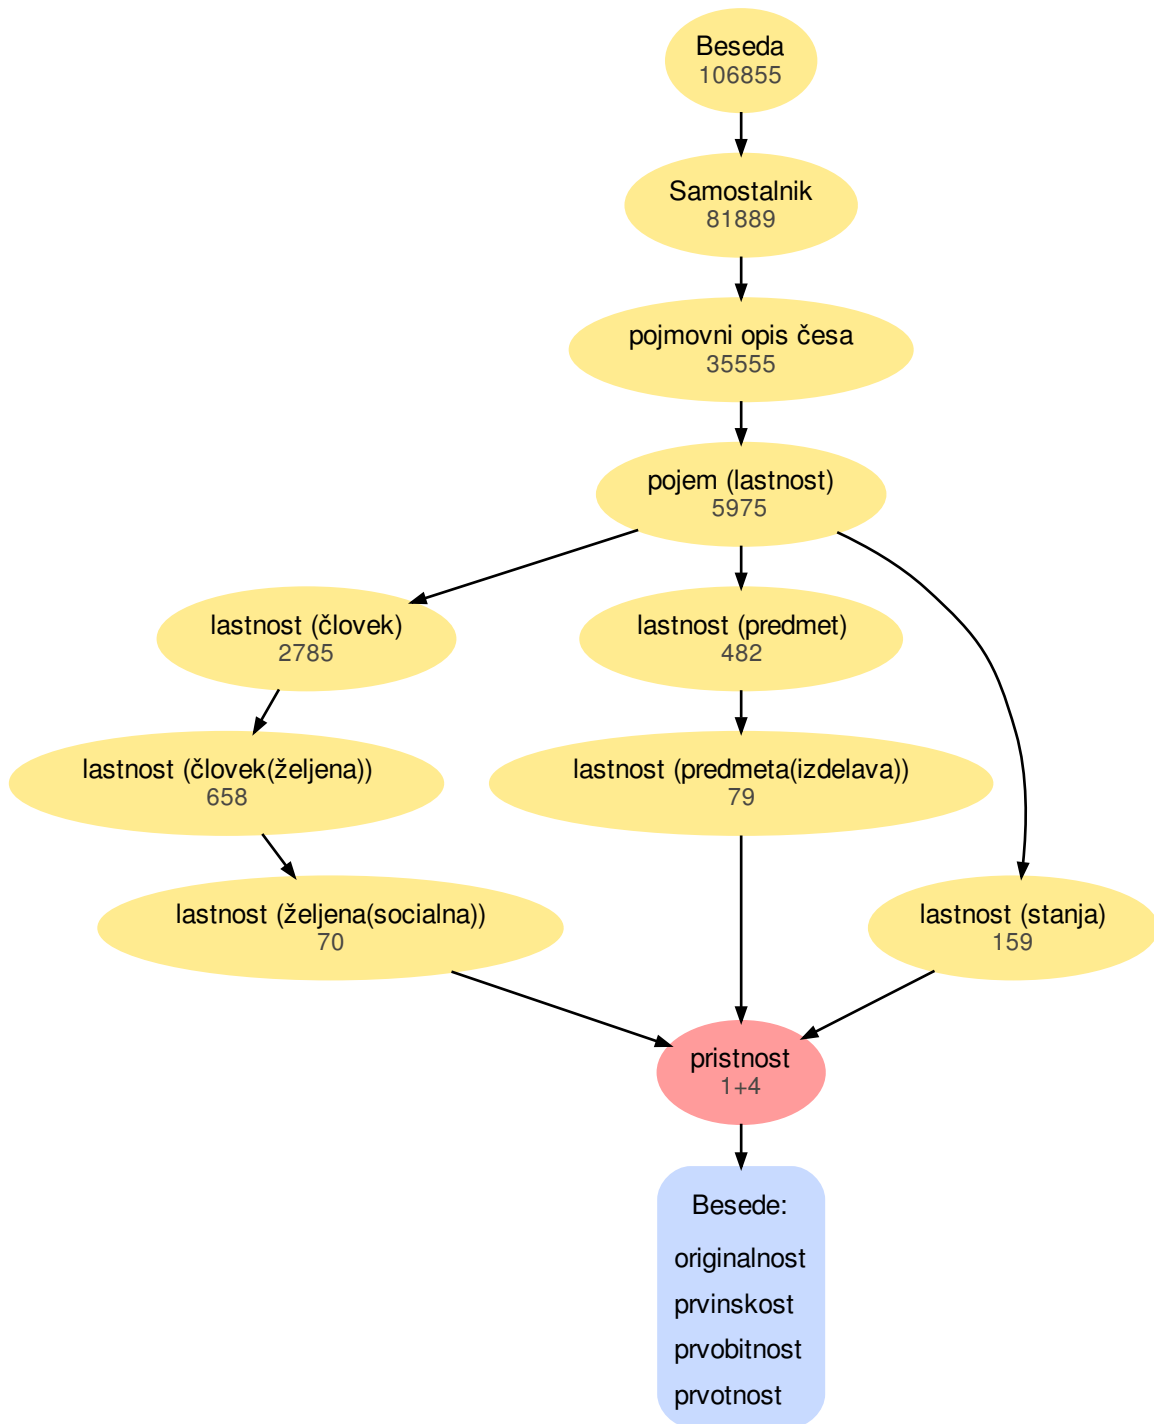 Beseda
106855
Samostalnik
81889
pojmovni opis česa
35555
pojem (lastnost)
5975
lastnost (človek)
2785
lastnost (predmet)
482
lastnost (človek(željena))
658
lastnost (predmeta(izdelava))
79
lastnost (željena(socialna))
70
lastnost (stanja)
159
pristnost
1+4
Besede:
originalnost
prvinskost
prvobitnost
prvotnost